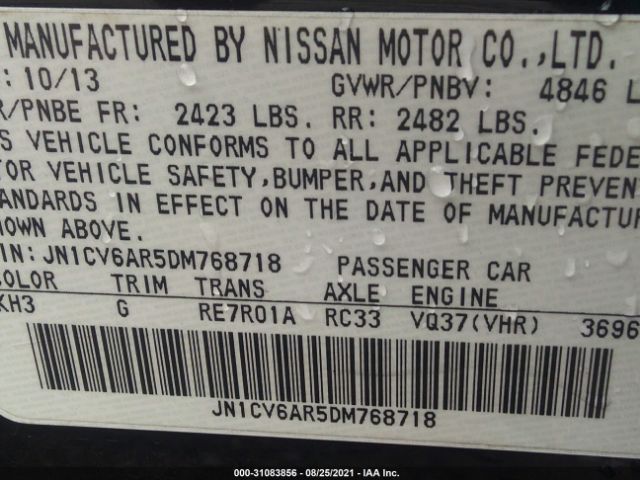 MANUFACTURED BY NISSAN MOTOR CO.,LTD.
: 10/13 GVWR/PNBV: 4846 L
R/PNBE FR: 2423 LBS. RR: 2482 LBS.
S VEHICLE CONFORMS TO ALL APPLICABLE FEDE
TOR VEHICLE SAFETY,BUMPER,AND THEFT PREVEN
ANDARDS IN EFFECT ON THE DATE OF MANUFACTUR
HOWN ABOVE.
IN: JN1CV6AR5DM768718 PASSENGER CAR
COLOR TRIM TRANS AXLE ENGINE
KH3 G RE7R01A RC33 VQ37(VHR) 3696
JN1CV6AR5DM768718
000-31083856 - 08/25/2021 - IAA Inc.